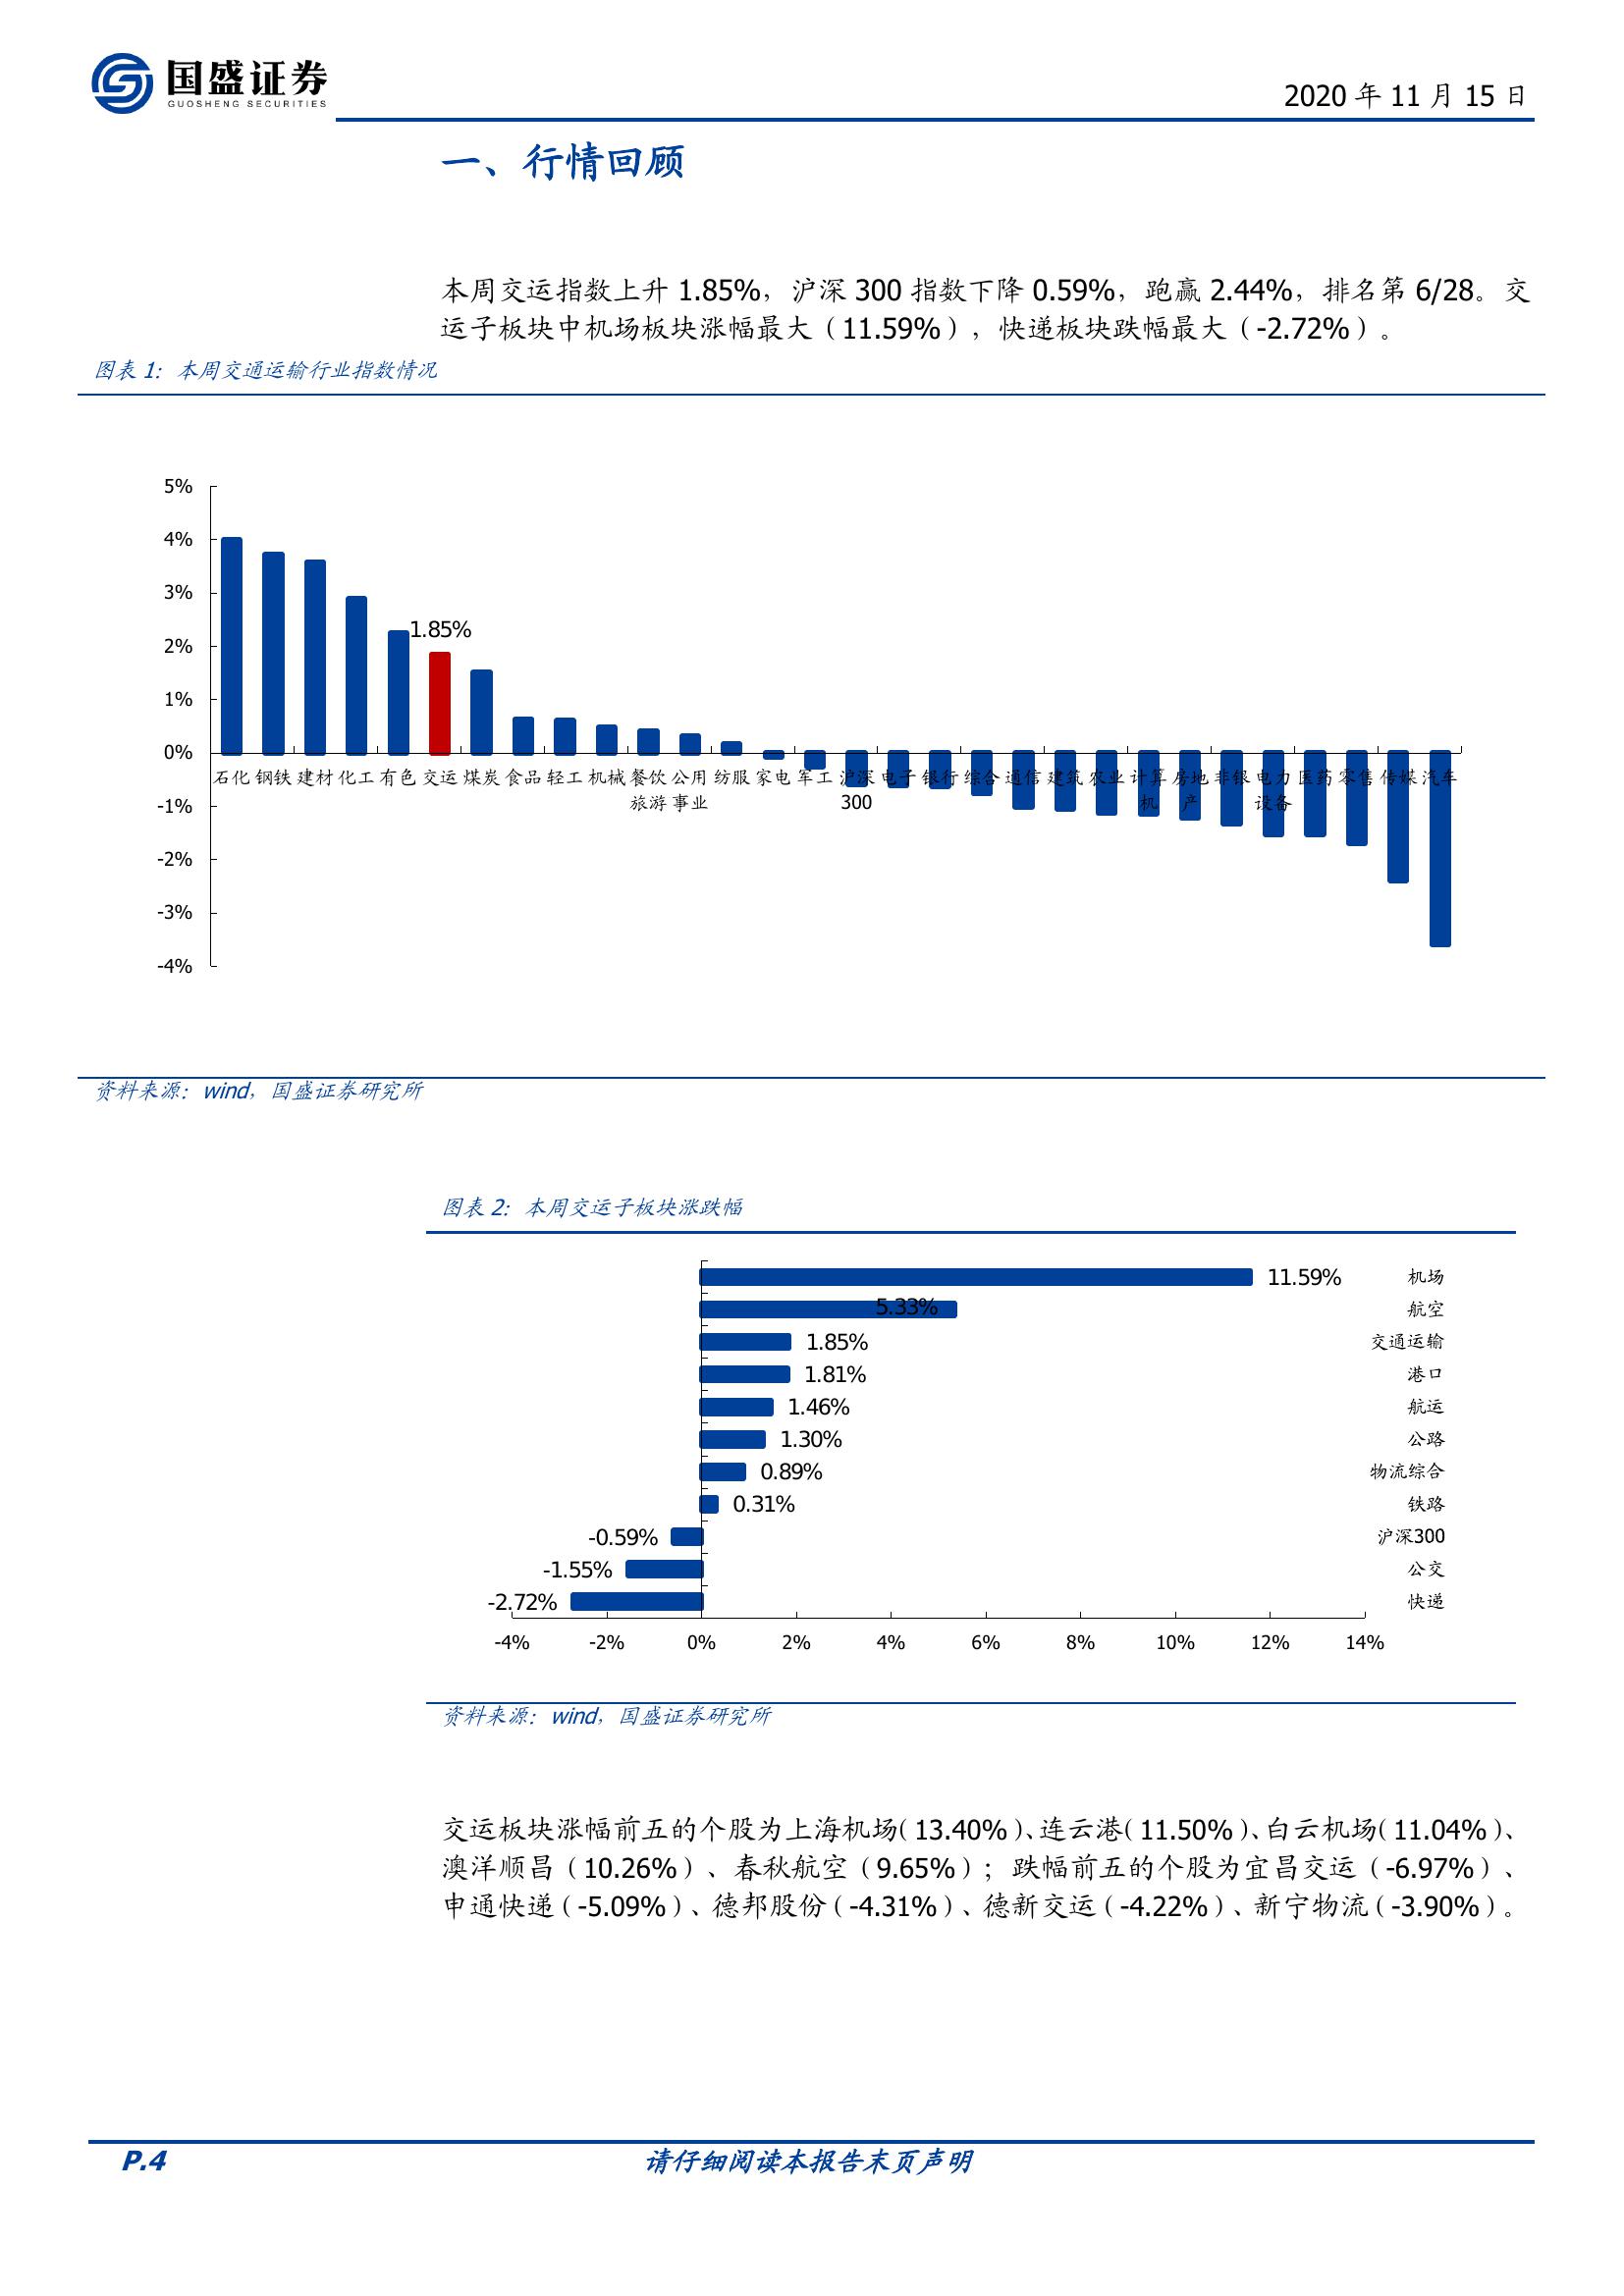 国盛证券
GUOSHENG SECURITIES
2020 年 11 月 15 日
一、行情回顾
本周交运指数上升 1.85%，沪深 300 指数下降 0.59%，跑赢 2.44%，排名第 6/28。交
运子板块中机场板块涨幅最大（11.59%），快递板块跌幅最大（-2.72%）。
图表 1：本周交通运输行业指数情况
5%
4%
3%
2%
1%
0%
-1%
-2%
-3%
-4%
1.85%
石化 钢铁 建材 化工 有色 交运 煤炭 食品 轻工 机械 餐饮 公用 纺服 家电 军工 沪深 电子 银行 综合 通信 建筑 农业 计算 房地 非银 电力 医药 零售 传媒 汽车
旅游 事业 300 机 产 设备
资料来源：wind，国盛证券研究所
图表 2：本周交运子板块涨跌幅
11.59% 机场
5.33% 航空
1.85% 交通运输
1.81% 港口
1.46% 航运
1.30% 公路
0.89% 物流综合
0.31% 铁路
-0.59% 沪深300
-1.55% 公交
-2.72% 快递
-4% -2% 0% 2% 4% 6% 8% 10% 12% 14%
资料来源：wind，国盛证券研究所
交运板块涨幅前五的个股为上海机场（13.40%）、连云港（11.50%）、白云机场（11.04%）、
澳洋顺昌（10.26%）、春秋航空（9.65%）；跌幅前五的个股为宜昌交运（-6.97%）、
申通快递（-5.09%）、德邦股份（-4.31%）、德新交运（-4.22%）、新宁物流（-3.90%）。
P.4 请仔细阅读本报告末页声明